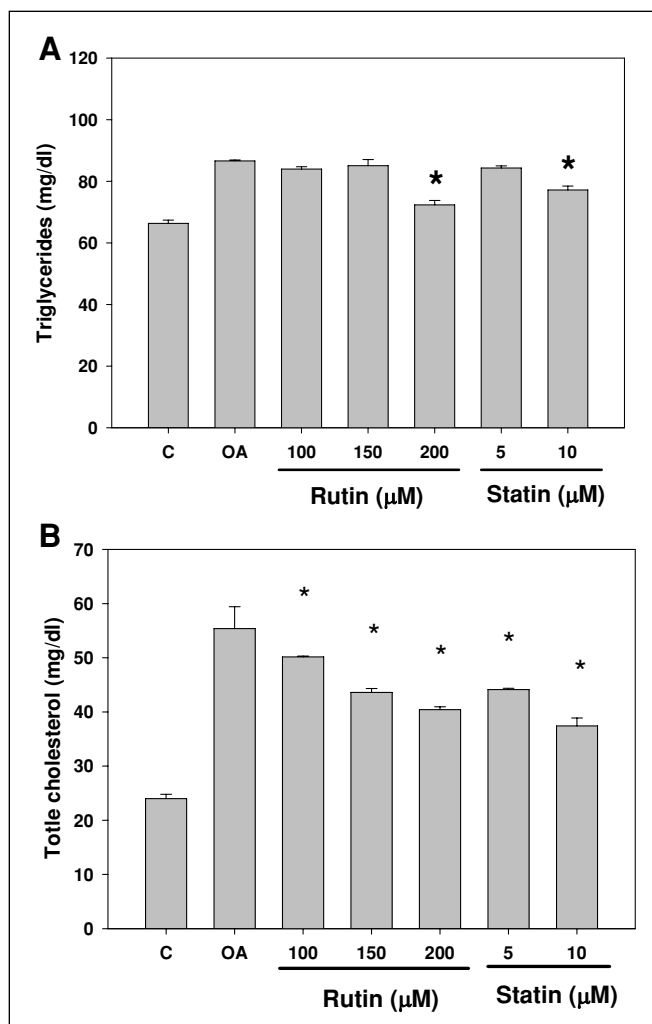 A
Triglycerides (mg/dl)
120
100
80
60
40
20
0
*
*
C OA 100 150 200 5 10
Rutin (μM) Statin (μM)
B
Totle cholesterol (mg/dl)
70
60
50
40
30
20
10
0
*
*
*
*
*
C OA 100 150 200 5 10
Rutin (μM) Statin (μM)